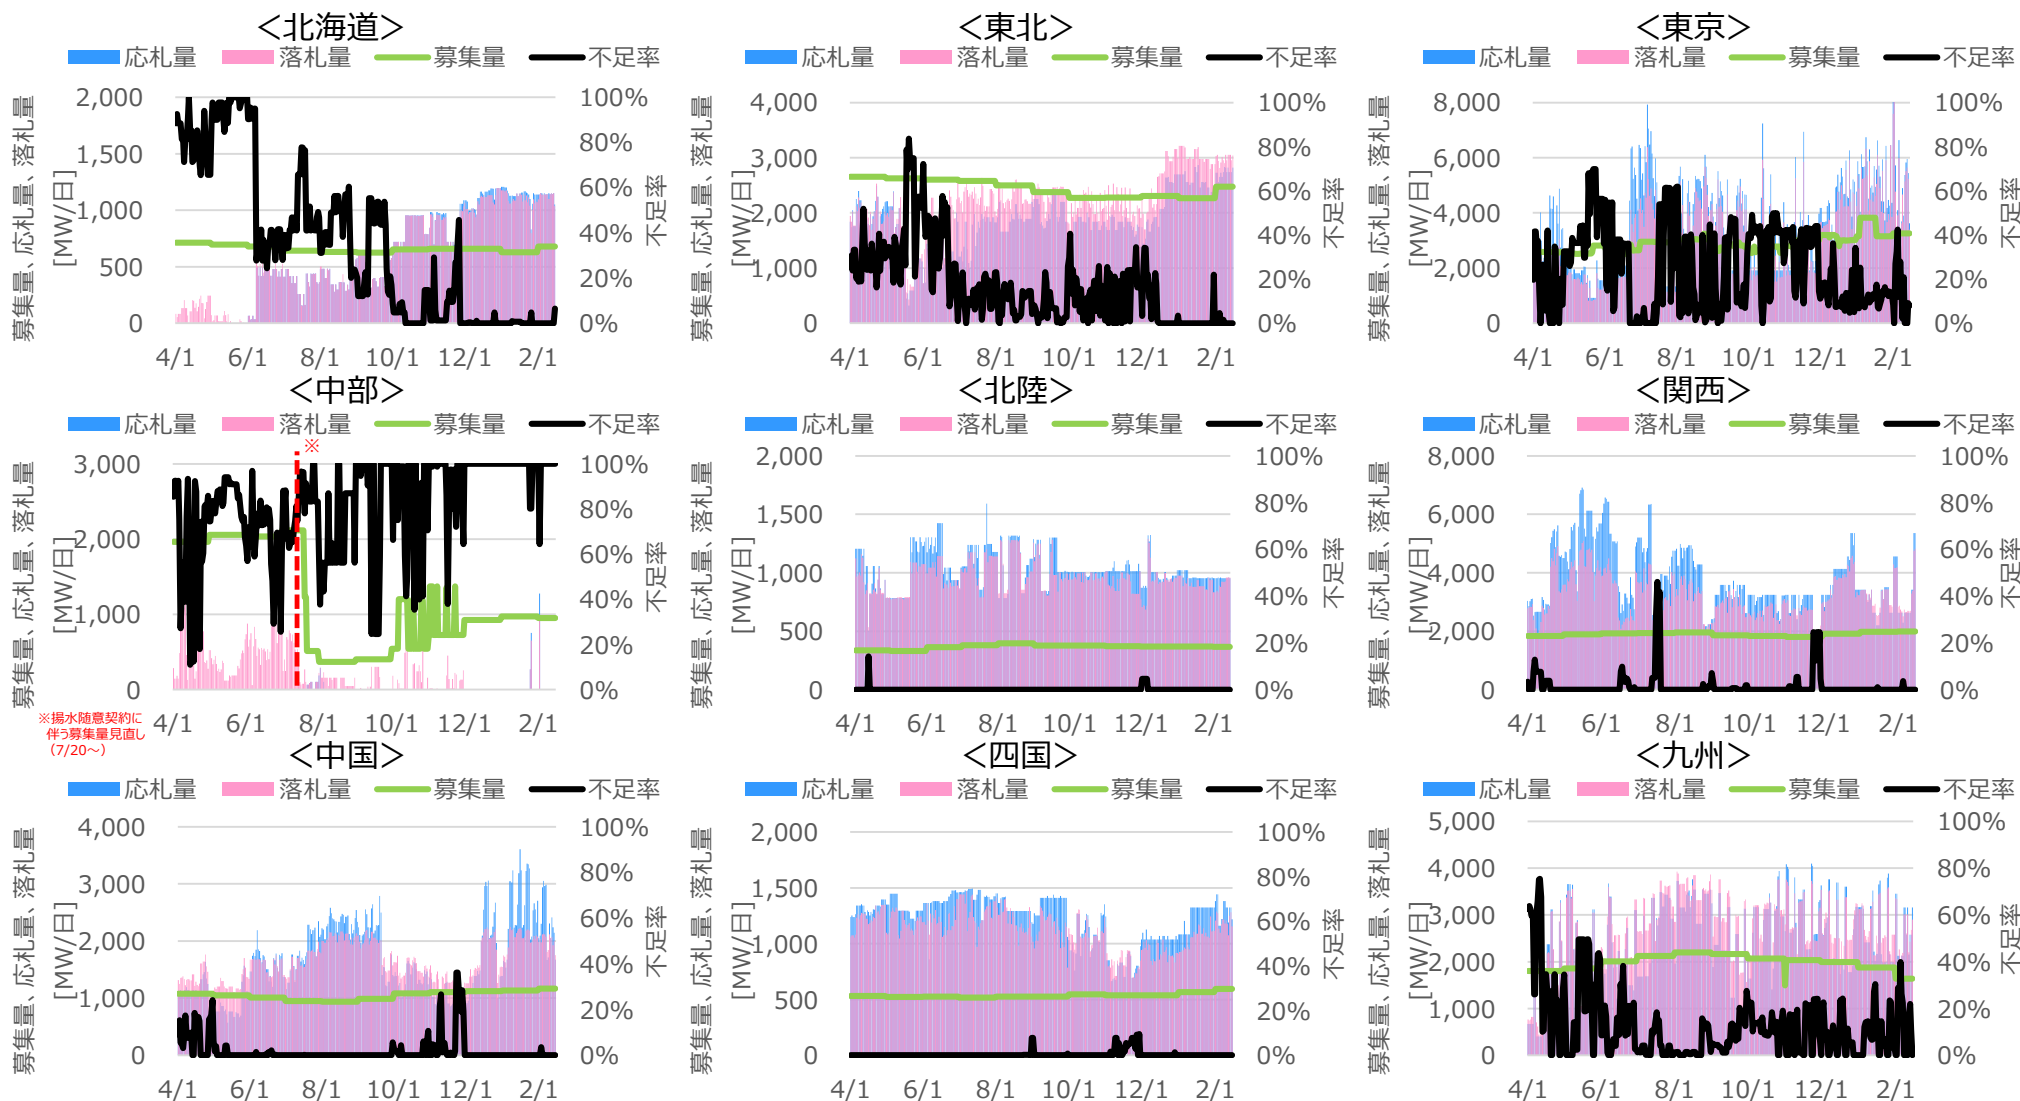 ＜北海道＞
応札量 落札量 募集量 不足率
募集量、応札量、落札量
[MW/日]
2,000
1,500
1,000
500
0
100%
80%
60%
40%
20%
0%
不足率
4/1 6/1 8/1 10/1 12/1 2/1
＜東北＞
応札量 落札量 募集量 不足率
募集量、応札量、落札量
[MW/日]
4,000
3,000
2,000
1,000
0
100%
80%
60%
40%
20%
0%
不足率
4/1 6/1 8/1 10/1 12/1 2/1
＜東京＞
応札量 落札量 募集量 不足率
募集量、応札量、落札量
[MW/日]
8,000
6,000
4,000
2,000
0
100%
80%
60%
40%
20%
0%
不足率
4/1 6/1 8/1 10/1 12/1 2/1
＜中部＞
応札量 落札量 募集量 不足率
※
募集量、応札量、落札量
[MW/日]
3,000
2,000
1,000
0
100%
80%
60%
40%
20%
0%
不足率
4/1 6/1 8/1 10/1 12/1 2/1
※揚水随意契約に
伴う募集量見直し
（7/20～）
＜北陸＞
応札量 落札量 募集量 不足率
募集量、応札量、落札量
[MW/日]
2,000
1,500
1,000
500
0
100%
80%
60%
40%
20%
0%
不足率
4/1 6/1 8/1 10/1 12/1 2/1
＜関西＞
応札量 落札量 募集量 不足率
募集量、応札量、落札量
[MW/日]
8,000
6,000
4,000
2,000
0
100%
80%
60%
40%
20%
0%
不足率
4/1 6/1 8/1 10/1 12/1 2/1
＜中国＞
応札量 落札量 募集量 不足率
募集量、応札量、落札量
[MW/日]
4,000
3,000
2,000
1,000
0
100%
80%
60%
40%
20%
0%
不足率
4/1 6/1 8/1 10/1 12/1 2/1
＜四国＞
応札量 落札量 募集量 不足率
募集量、応札量、落札量
[MW/日]
2,000
1,500
1,000
500
0
100%
80%
60%
40%
20%
0%
不足率
4/1 6/1 8/1 10/1 12/1 2/1
＜九州＞
応札量 落札量 募集量 不足率
募集量、応札量、落札量
[MW/日]
5,000
4,000
3,000
2,000
1,000
0
100%
80%
60%
40%
20%
0%
不足率
4/1 6/1 8/1 10/1 12/1 2/1